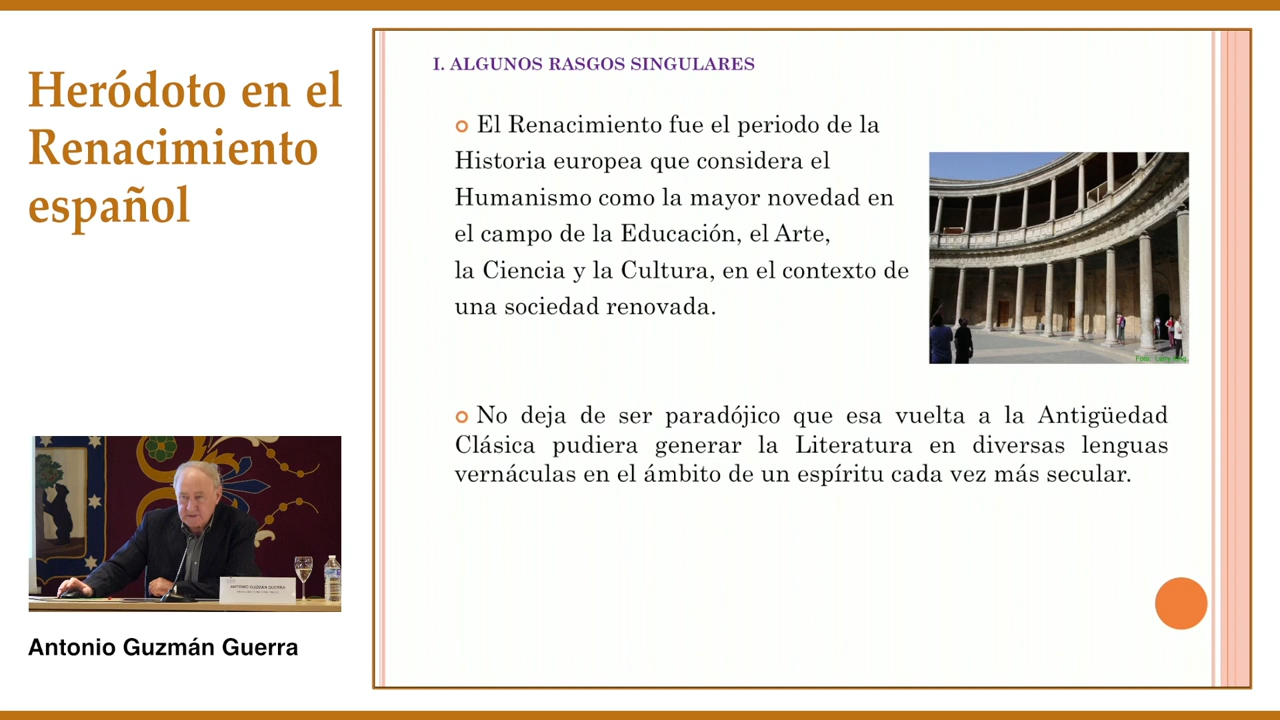 Heródoto en el
Renacimiento
español
I. ALGUNOS RASGOS SINGULARES
El Renacimiento fue el periodo de la
Historia europea que considera el
Humanismo como la mayor novedad en
el campo de la Educación, el Arte,
la Ciencia y la Cultura, en el contexto de
una sociedad renovada.
No deja de ser paradójico que esa vuelta a la Antigüedad
Clásica pudiera generar la Literatura en diversas lenguas
vernáculas en el ámbito de un espíritu cada vez más secular.
ANTONIO GUZMÁN GUERRA
Antonio Guzmán Guerra